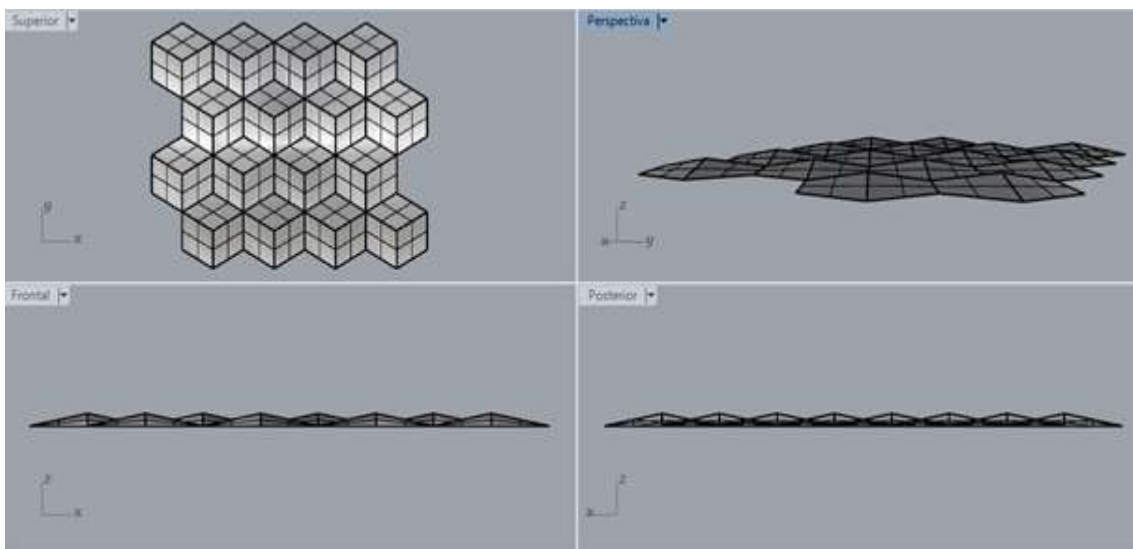 Superior
Perspectiva
y
x
z
x
y
Frontal
Posterior
z
x
z
x